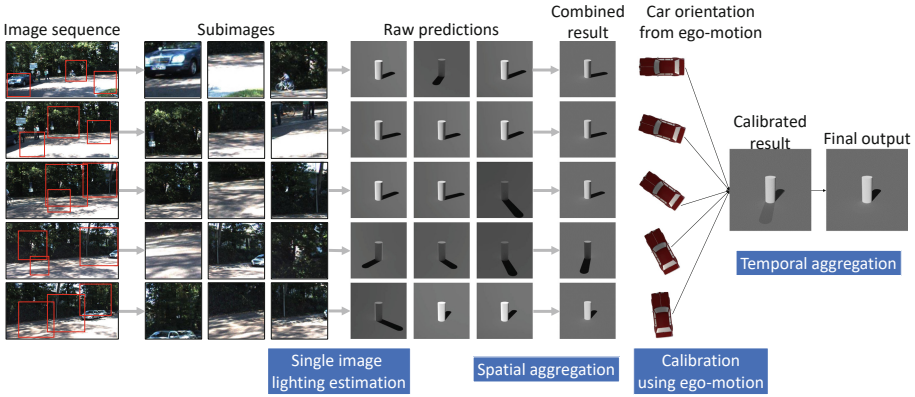 Image sequence
Subimages
Raw predictions
Combined
result
Car orientation
from ego-motion
Calibrated
result
Final output
Temporal aggregation
Single image
lighting estimation
Spatial aggregation
Calibration
using ego-motion